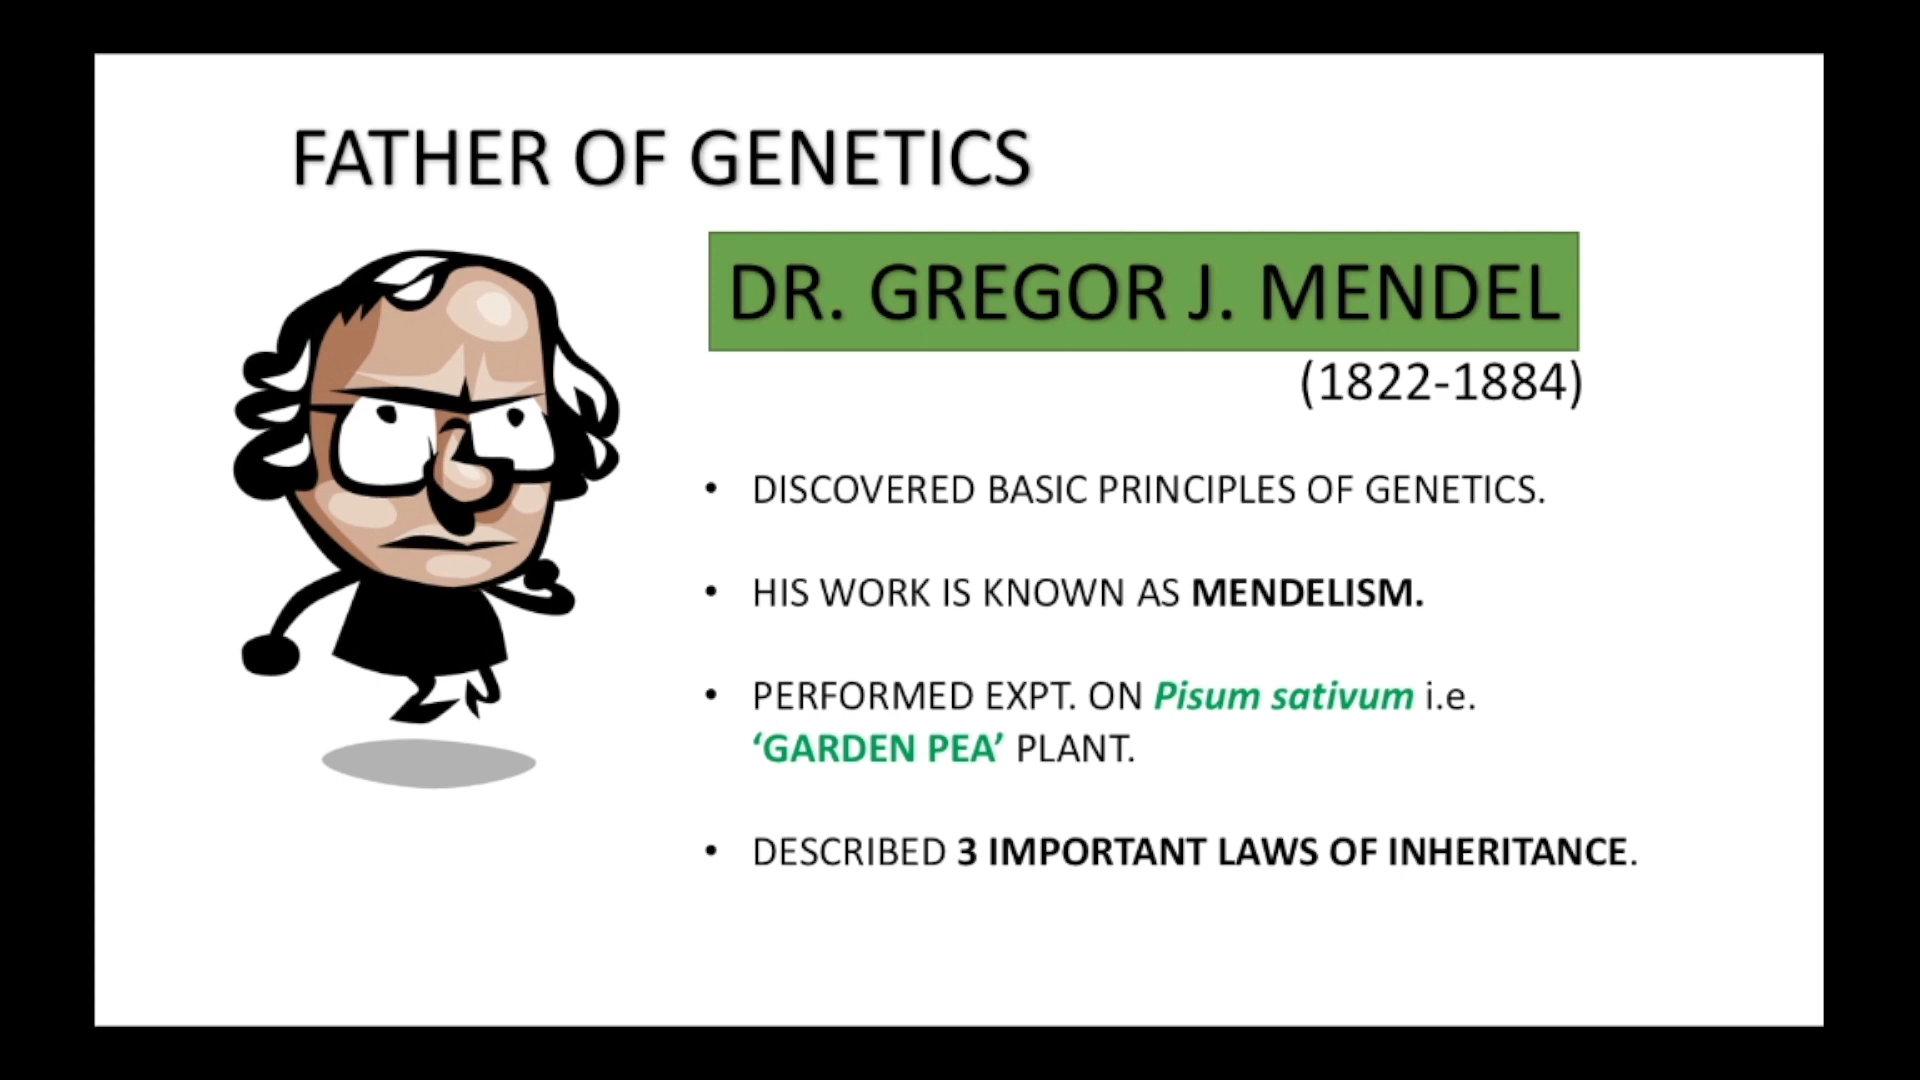 FATHER OF GENETICS
DR. GREGOR J. MENDEL
(1822-1884)
• DISCOVERED BASIC PRINCIPLES OF GENETICS.
• HIS WORK IS KNOWN AS MENDELISM.
• PERFORMED EXPT. ON Pisum sativum i.e.
‘GARDEN PEA’ PLANT.
• DESCRIBED 3 IMPORTANT LAWS OF INHERITANCE.